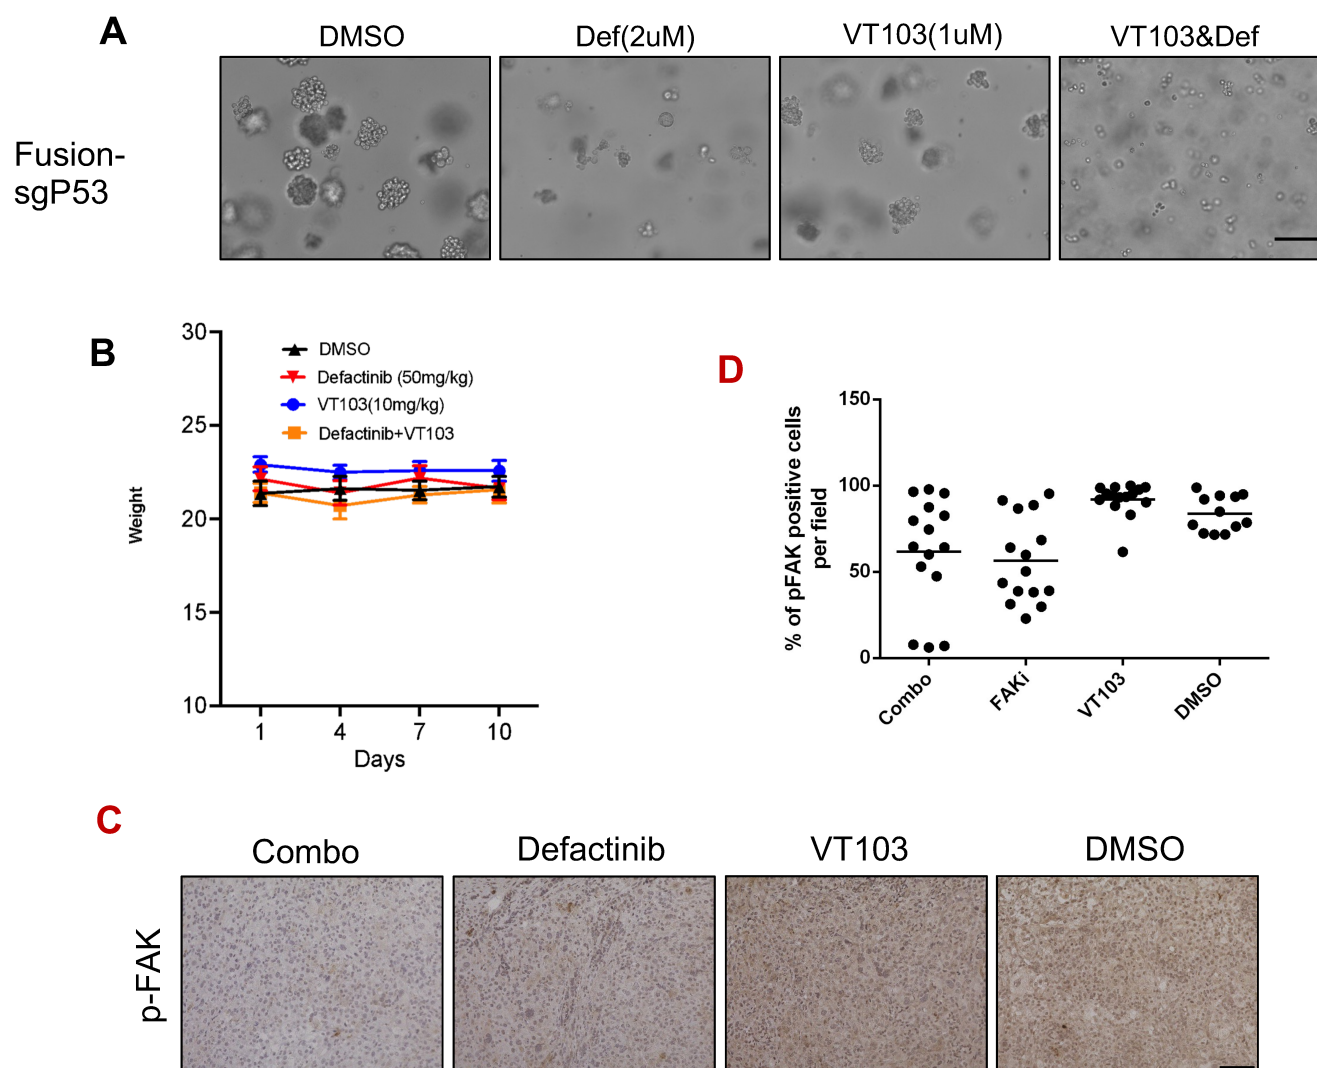 A
DMSO
Def(2uM)
VT103(1uM)
VT103&Def
Fusion-
sgP53
B
30
25
20
15
10
Weight
DMSO
Defactinib (50mg/kg)
VT103(10mg/kg)
Defactinib+VT103
1
4
7
10
Days
D
150
100
50
0
% of pFAK positive cells
per field
Combo
FAKi
VT103
DMSO
C
Combo
Defactinib
VT103
DMSO
p-FAK